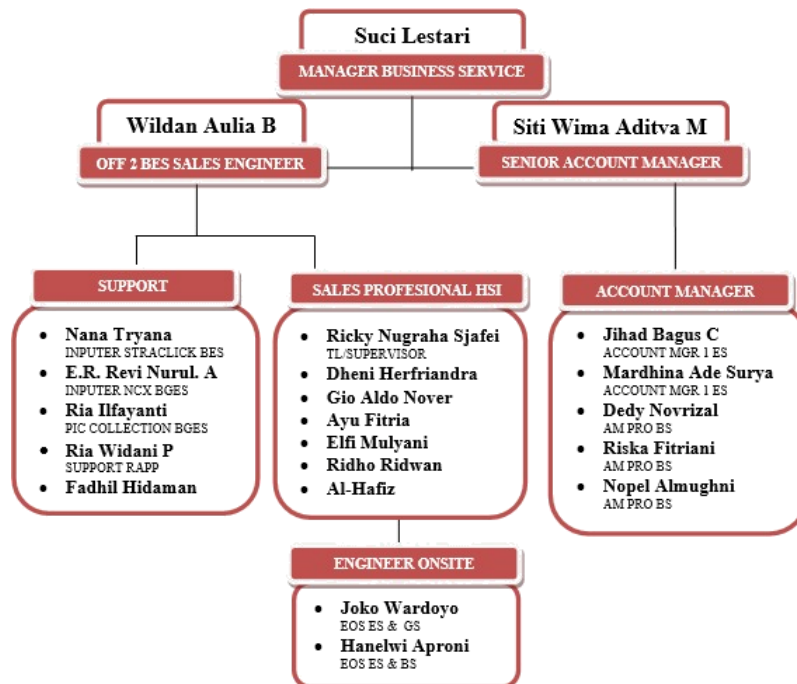 Suci Lestari
MANAGER BUSINESS SERVICE
Wildan Aulia B
OFF 2 BES SALES ENGINEER
Siti Wima Aditva M
SENIOR ACCOUNT MANAGER
SUPPORT
Nana Tryana
INPUTER STRACLICK BES
E.R. Revi Nurul. A
INPUTER NCX BGES
Ria Ilfayanti
PIC COLLECTION BGES
Ria Widani P
SUPPORT RAPP
Fadhil Hidaman
SALES PROFESIONAL HSI
Ricky Nugraha Sjafei
TL/SUPERVISOR
Dheni Herfriandra
Gio Aldo Nover
Ayu Fitria
Elfi Mulyani
Ridho Ridwan
Al-Hafiz
ACCOUNT MANAGER
Jihad Bagus C
ACCOUNT MGR 1 ES
Mardhina Ade Surya
ACCOUNT MGR 1 ES
Dedy Novrizal
AM PRO BS
Riska Fitriani
AM PRO BS
Nopel Almughni
AM PRO BS
ENGINEER ONSITE
Joko Wardoyo
EOS ES & GS
Hanelwi Aproni
EOS ES & BS